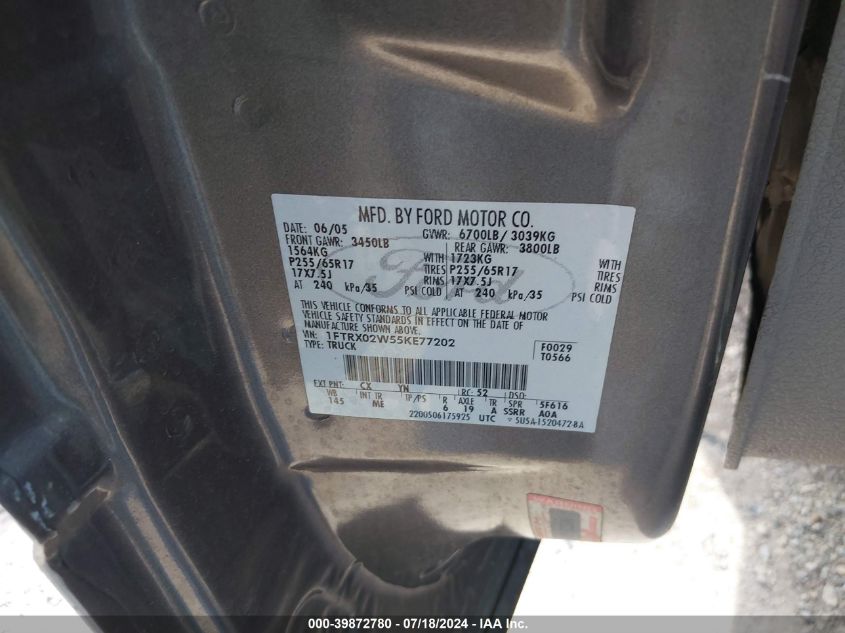 MFD. BY FORD MOTOR CO.
DATE: 06/05 GVWR: 6700LB/ 3039KG
FRONT GAWR: 3450LB REAR GAWR: 3800LB
1564KG WITH 1723KG WITH
P255/65R17 TIRES P255/65R17 TIRES
17X7.5J RIMS 17X7.5J RIMS
AT 240 kPa/35 PSI COLD AT 240 kPa/35 PSI COLD
Ford
THIS VEHICLE CONFORMS TO ALL APPLICABLE FEDERAL MOTOR
VEHICLE SAFETY STANDARDS IN EFFECT ON THE DATE OF
MANUFACTURE SHOWN ABOVE.
VIN: 1FTRX02W55KE77202 F0029
TYPE: TRUCK T0566
EXT PNT: CX YN RC: 52 DSO:
WB INT TR TP/PS R AXLE TR SPR 5F616
145 ME 6 19 A SSRR AOA
2200506175925 UTC 5U5A-1520472-BA
WARNING
000-39872780 - 07/18/2024 - IAA Inc.